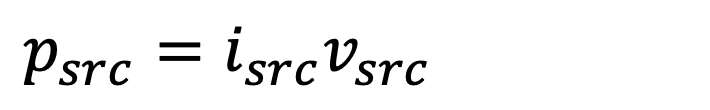 p_src = i_src v_src